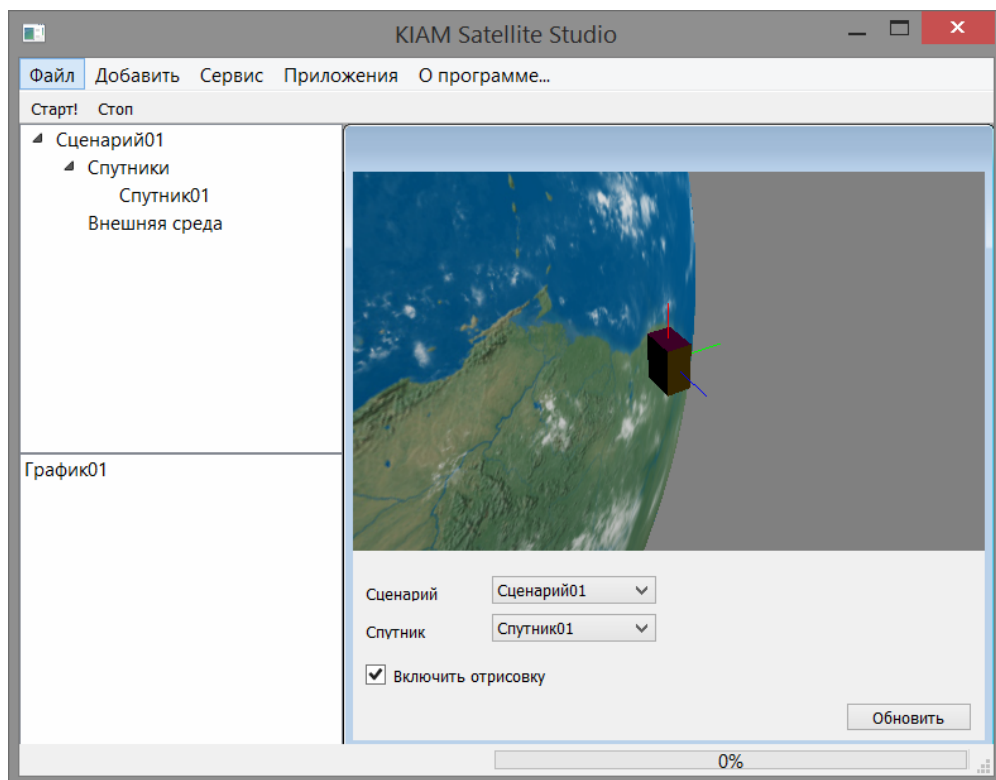 KIAM Satellite Studio
Файл Добавить Сервис Приложения О программе...
Старт! Стоп
Сценарий01
Спутники
Спутник01
Внешняя среда
График01
Сценарий Сценарий01
Спутник Спутник01
Включить отрисовку
Обновить
0%